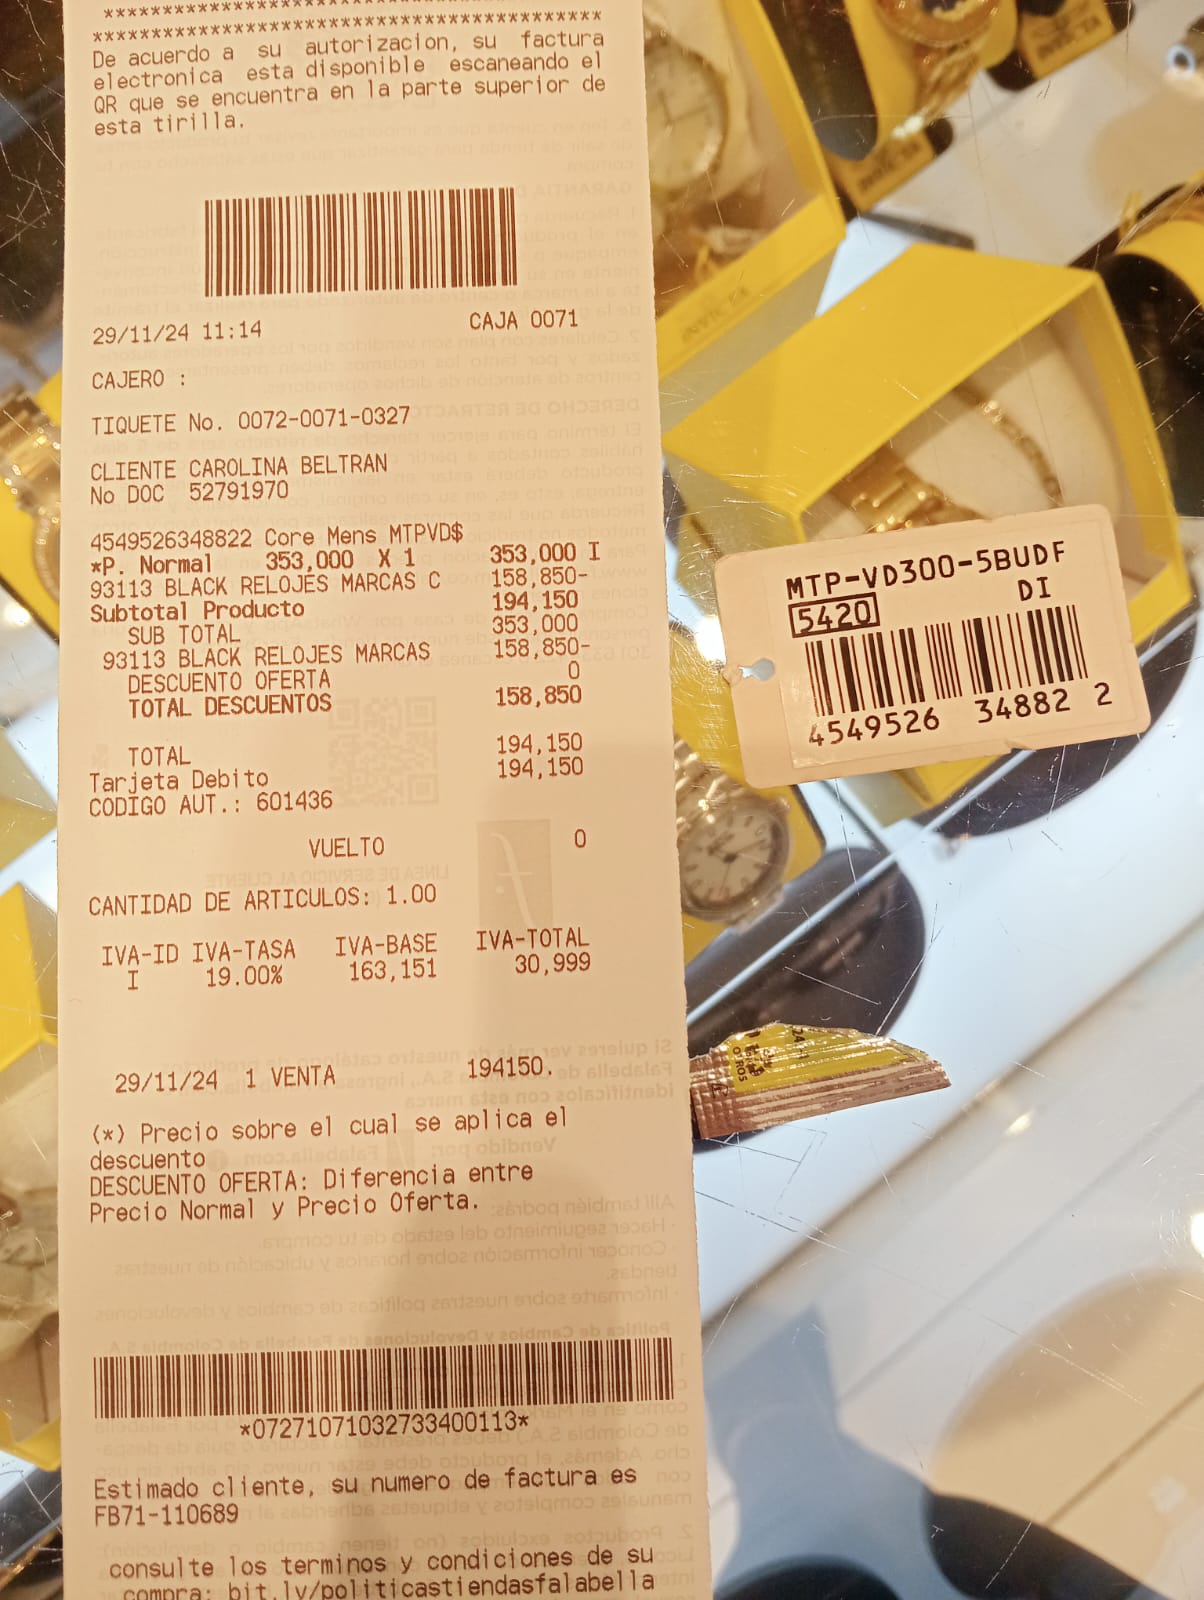 ******************************************
*******************************************
De acuerdo a su autorizacion, su factura
electronica esta disponible escaneando el
QR que se encuentra en la parte superior de
esta tirilla.
29/11/24 11:14 CAJA 0071
CAJERO :
TIQUETE No. 0072-0071-0327
CLIENTE CAROLINA BELTRAN
No DOC 52791970
4549526348822 Core Mens MTPVD$
*P. Normal 353,000 X 1 353,000 I
93113 BLACK RELOJES MARCAS C 158,850-
Subtotal Producto 194,150
SUB TOTAL 353,000
93113 BLACK RELOJES MARCAS 158,850-
DESCUENTO OFERTA 0
TOTAL DESCUENTOS 158,850
TOTAL 194,150
Tarjeta Debito 194,150
CODIGO AUT.: 601436
VUELTO 0
CANTIDAD DE ARTICULOS: 1.00
IVA-ID IVA-TASA IVA-BASE IVA-TOTAL
I 19.00% 163,151 30,999
29/11/24 1 VENTA 194150.
(*) Precio sobre el cual se aplica el
descuento
DESCUENTO OFERTA: Diferencia entre
Precio Normal y Precio Oferta.
*07271071032733400113*
Estimado cliente, su numero de factura es
FB71-110689
consulte los terminos y condiciones de su
compra: bit.ly/politicastiendasfalabella
MTP-VD300-5BUDF
5420 DI
4549526 34882 2
OTROS